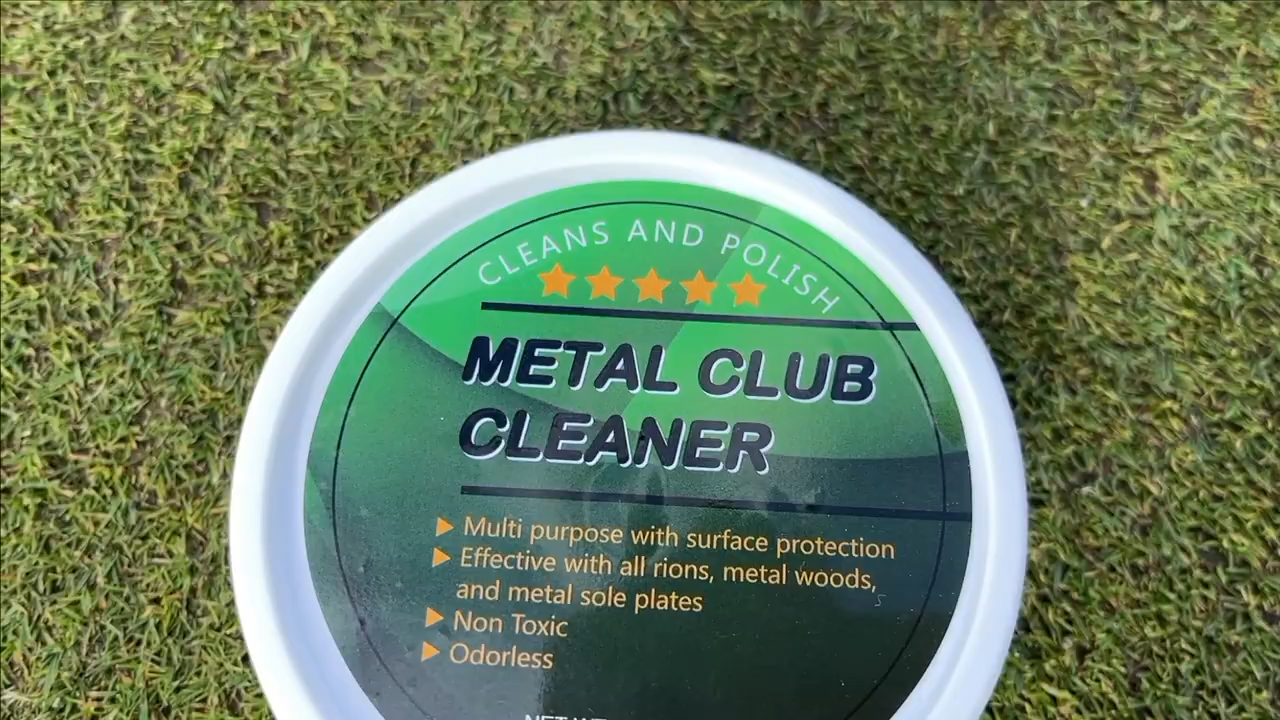 CLEANS AND POLISH
METAL CLUB
CLEANER
Multi purpose with surface protection
Effective with all rions, metal woods,
and metal sole plates
Non Toxic
Odorless